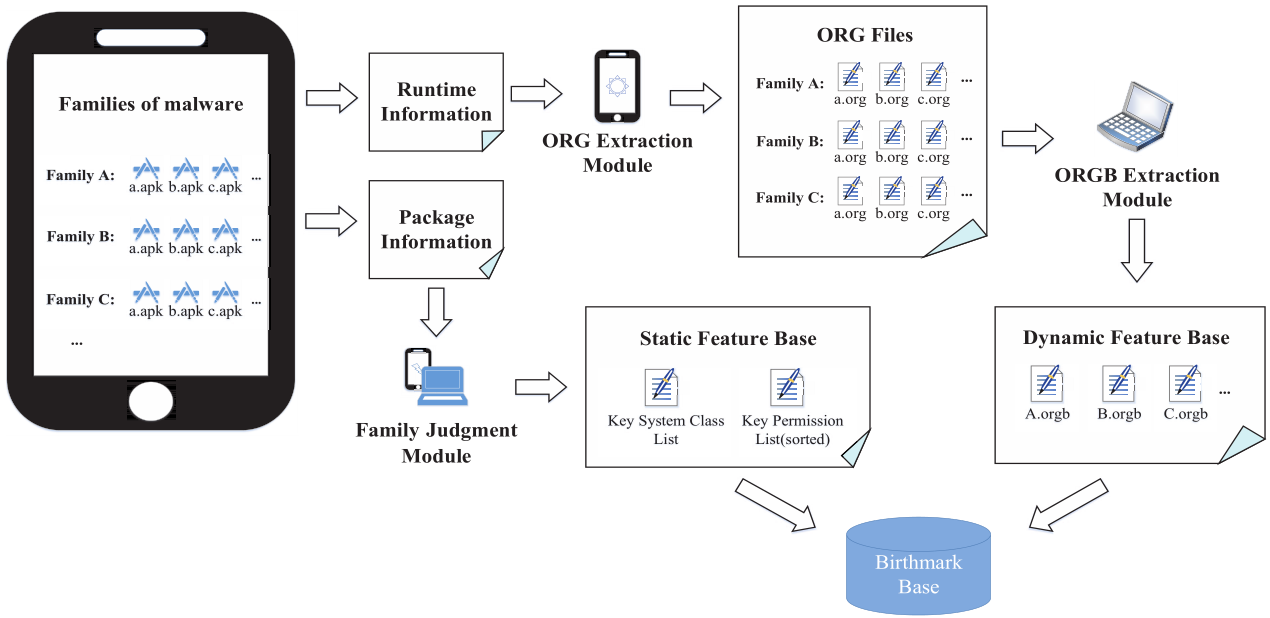 Families of malware
Family A:
a.apk b.apk c.apk ...
Family B:
a.apk b.apk c.apk ...
Family C:
a.apk b.apk c.apk ...
...
Runtime
Information
Package
Information
ORG Extraction
Module
ORG Files
Family A:
a.org b.org c.org ...
Family B:
a.org b.org c.org ...
Family C:
a.org b.org c.org ...
ORGB Extraction
Module
Family Judgment
Module
Static Feature Base
Key System Class
List
Key Permission
List(sorted)
Dynamic Feature Base
A.orgb B.orgb C.orgb ...
Birthmark
Base